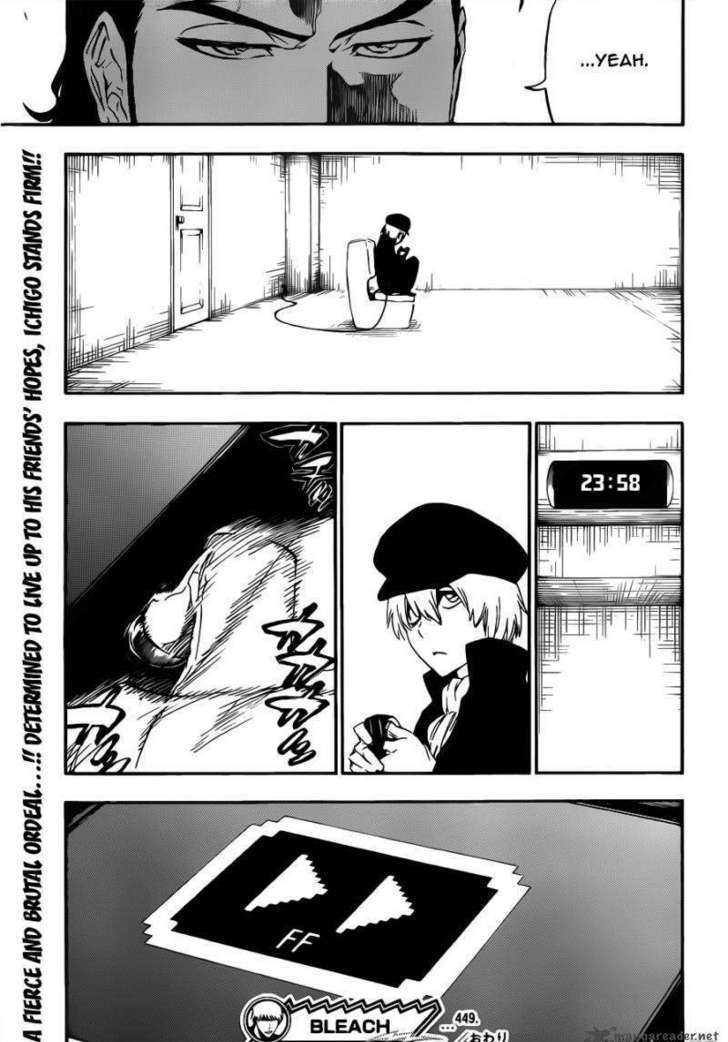 ...YEAH.
A FIERCE AND BRUTAL ORDEAL...!! DETERMINED TO LIVE UP TO HIS FRIENDS' HOPES, ICHIGO STANDS FIRM!!
23:58
FF
BLEACH
...449.
おわり
mangareader.net